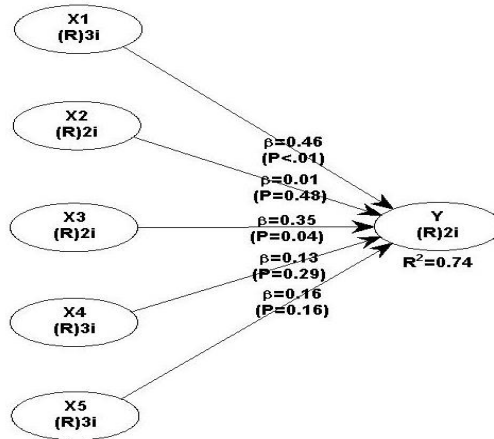 X1
(R)3i
X2
(R)2i
β=0.46
(P<.01)
β=0.01
(P=0.48)
X3
(R)2i
β=0.35
(P=0.04)
Y
(R)2i
R²=0.74
β=0.13
(P=0.29)
β=0.16
(P=0.16)
X4
(R)3i
X5
(R)3i